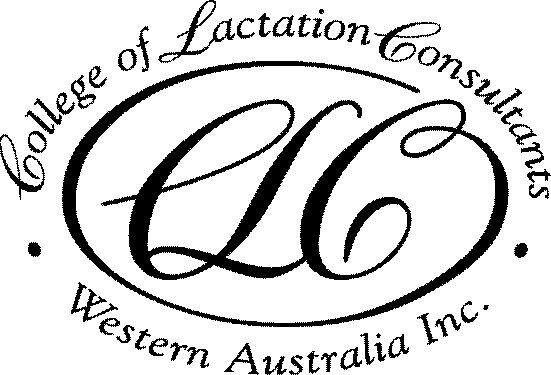 College of Lactation Consultants
CLC
Western Australia Inc.